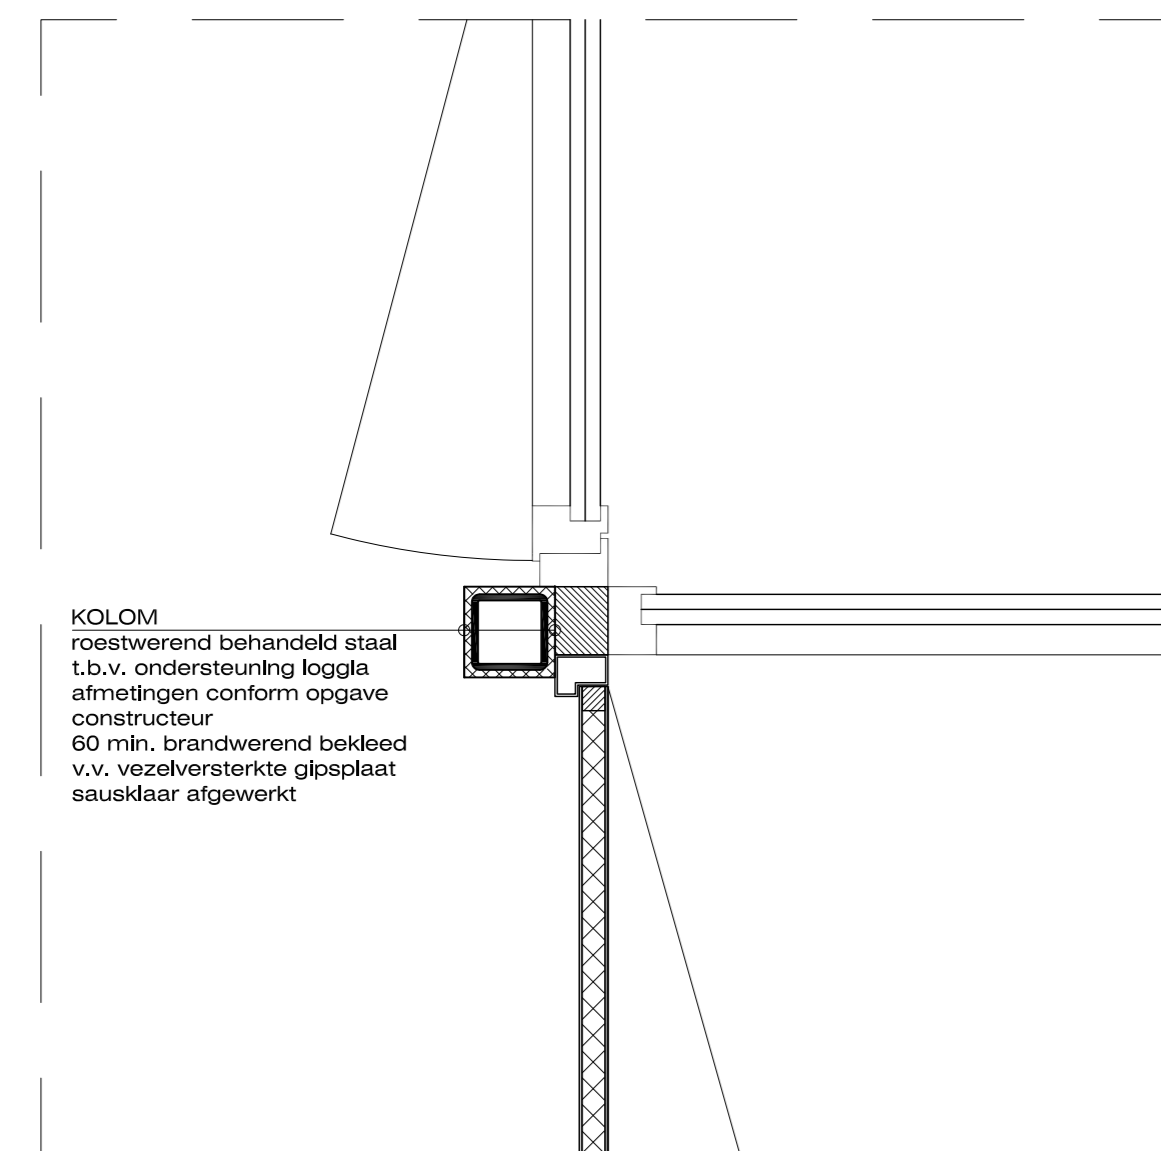 KOLOM
roestwerend behandeld staal
t.b.v. ondersteuning loggia
afmetingen conform opgave
constructeur
60 min. brandwerend bekleed
v.v. vezelversterkte gipsplaat
sausklaar afgewerkt